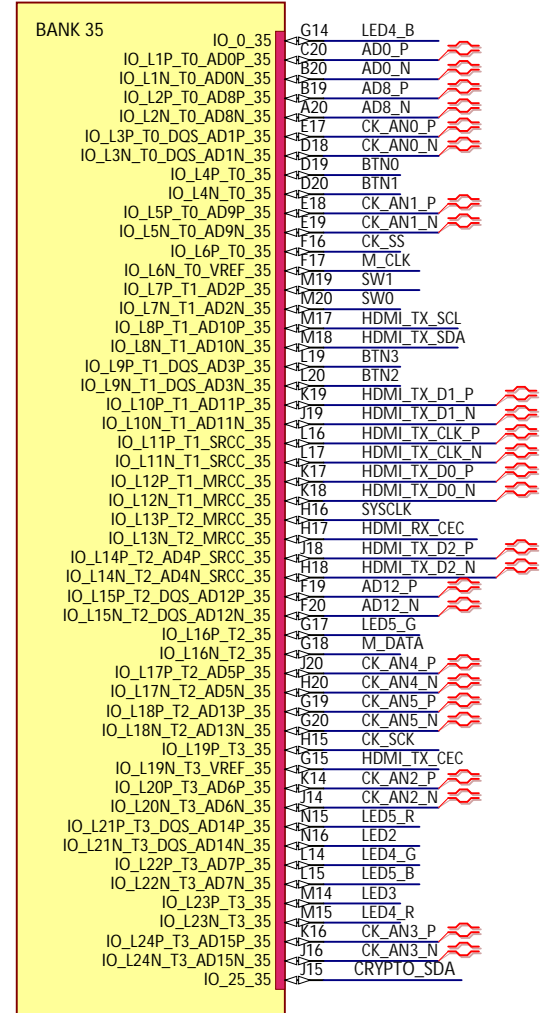 BANK 35
IO_0_35 G14 LED4_B
IO_L1P_T0_AD0P_35 C20 AD0_P
IO_L1N_T0_AD0N_35 B20 AD0_N
IO_L2P_T0_AD8P_35 B19 AD8_P
IO_L2N_T0_AD8N_35 A20 AD8_N
IO_L3P_T0_DQS_AD1P_35 E17 CK_AN0_P
IO_L3N_T0_DQS_AD1N_35 D18 CK_AN0_N
IO_L4P_T0_35 D19 BTN0
IO_L4N_T0_35 D20 BTN1
IO_L5P_T0_AD9P_35 E18 CK_AN1_P
IO_L5N_T0_AD9N_35 E19 CK_AN1_N
IO_L6P_T0_35 F16 CK_SS
IO_L6N_T0_VREF_35 F17 M_CLK
IO_L7P_T1_AD2P_35 M19 SW1
IO_L7N_T1_AD2N_35 M20 SW0
IO_L8P_T1_AD10P_35 M17 HDMI_TX_SCL
IO_L8N_T1_AD10N_35 M18 HDMI_TX_SDA
IO_L9P_T1_DQS_AD3P_35 L19 BTN3
IO_L9N_T1_DQS_AD3N_35 L20 BTN2
IO_L10P_T1_AD11P_35 K19 HDMI_TX_D1_P
IO_L10N_T1_AD11N_35 J19 HDMI_TX_D1_N
IO_L11P_T1_SRCC_35 L16 HDMI_TX_CLK_P
IO_L11N_T1_SRCC_35 L17 HDMI_TX_CLK_N
IO_L12P_T1_MRCC_35 K17 HDMI_TX_D0_P
IO_L12N_T1_MRCC_35 K18 HDMI_TX_D0_N
IO_L13P_T2_MRCC_35 H16 SYSCLK
IO_L13N_T2_MRCC_35 H17 HDMI_RX_CEC
IO_L14P_T2_AD4P_SRCC_35 J18 HDMI_TX_D2_P
IO_L14N_T2_AD4N_SRCC_35 H18 HDMI_TX_D2_N
IO_L15P_T2_DQS_AD12P_35 F19 AD12_P
IO_L15N_T2_DQS_AD12N_35 F20 AD12_N
IO_L16P_T2_35 G17 LED5_G
IO_L16N_T2_35 G18 M_DATA
IO_L17P_T2_AD5P_35 J20 CK_AN4_P
IO_L17N_T2_AD5N_35 H20 CK_AN4_N
IO_L18P_T2_AD13P_35 G19 CK_AN5_P
IO_L18N_T2_AD13N_35 G20 CK_AN5_N
IO_L19P_T3_35 H15 CK_SCK
IO_L19N_T3_VREF_35 G15 HDMI_TX_CEC
IO_L20P_T3_AD6P_35 K14 CK_AN2_P
IO_L20N_T3_AD6N_35 J14 CK_AN2_N
IO_L21P_T3_DQS_AD14P_35 N15 LED5_R
IO_L21N_T3_DQS_AD14N_35 N16 LED2
IO_L22P_T3_AD7P_35 L14 LED4_G
IO_L22N_T3_AD7N_35 L15 LED5_B
IO_L23P_T3_35 M14 LED3
IO_L23N_T3_35 M15 LED4_R
IO_L24P_T3_AD15P_35 K16 CK_AN3_P
IO_L24N_T3_AD15N_35 J16 CK_AN3_N
IO_25_35 J15 CRYPTO_SDA